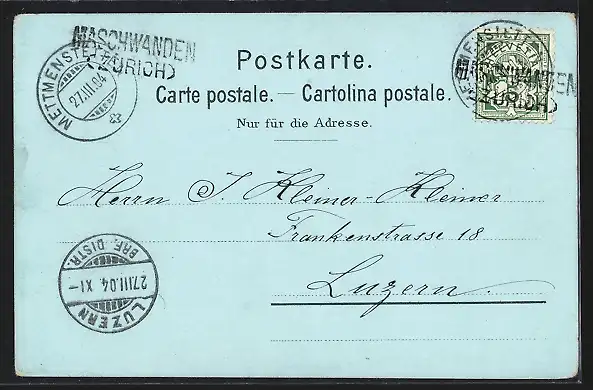 MASCHWANDEN
(ZÜRICH)
METTMENSTETTEN
27.III.04
Postkarte.
Carte postale. — Cartolina postale.
Nur für die Adresse.
HELVETIA
MASCHWANDEN
(ZÜRICH)
Herrn J. Kleiner-Kleiner
Frankenstrasse 18
Luzern.
BRF. DISTR.
27.III.04. XI–
LUZERN